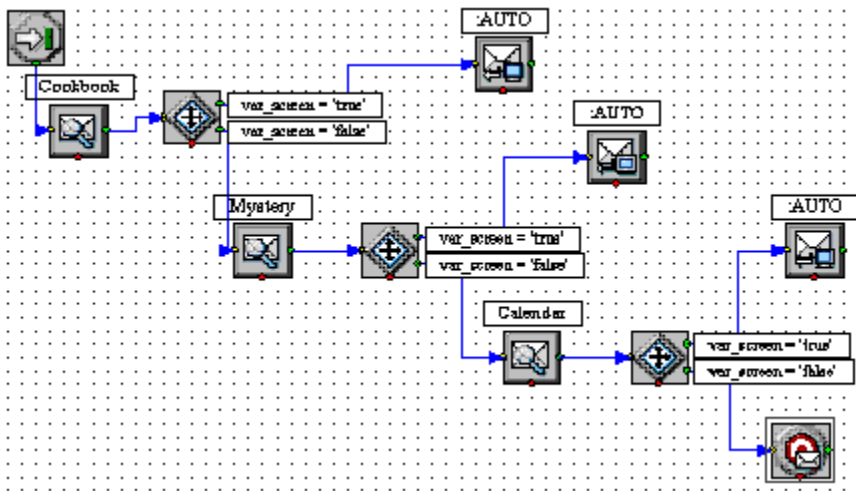 :AUTO
Cookbook
var_screen = 'true'
var_screen = 'false'
:AUTO
Mystery
var_screen = 'true'
var_screen = 'false'
:AUTO
Calendar
var_screen = 'true'
var_screen = 'false'